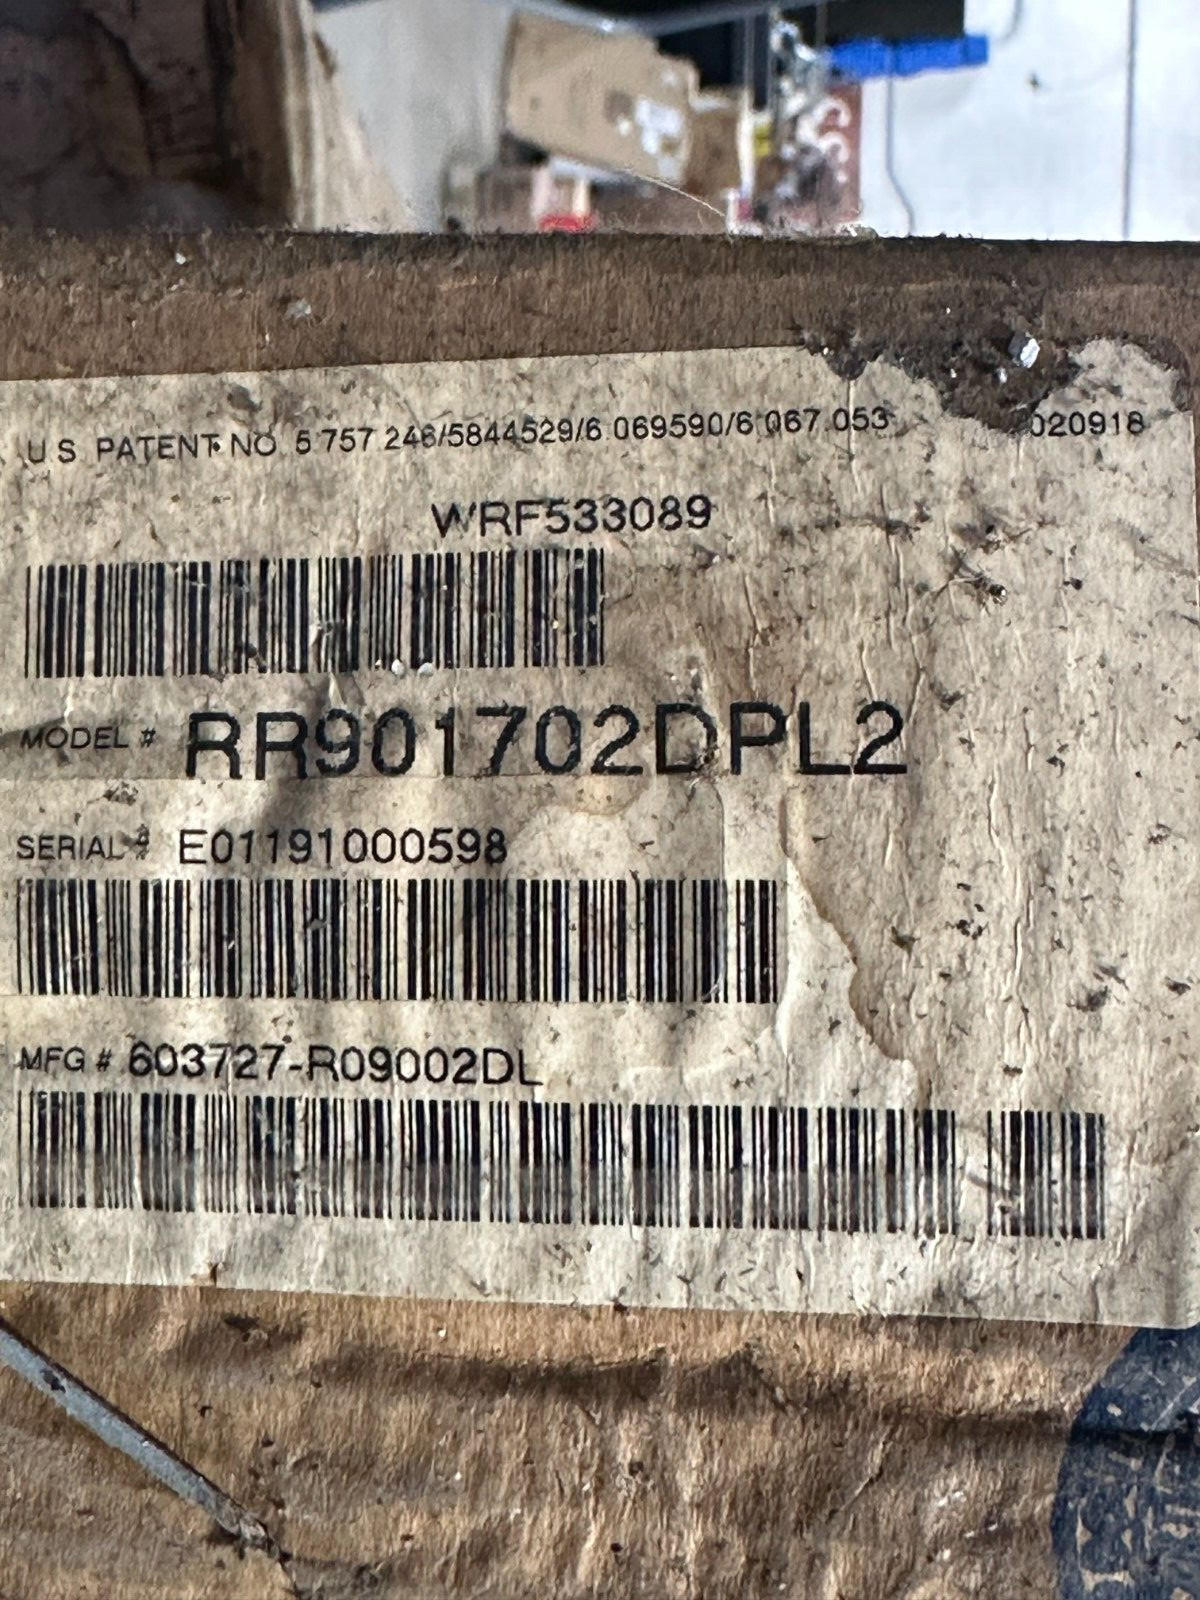 U S PATENT NO 5 757 246/5844529/6 069590/6 067.053 020918
WRF533089
MODEL # RR901702DPL2
SERIAL # E01191000598
MFG # 603727-R09002DL